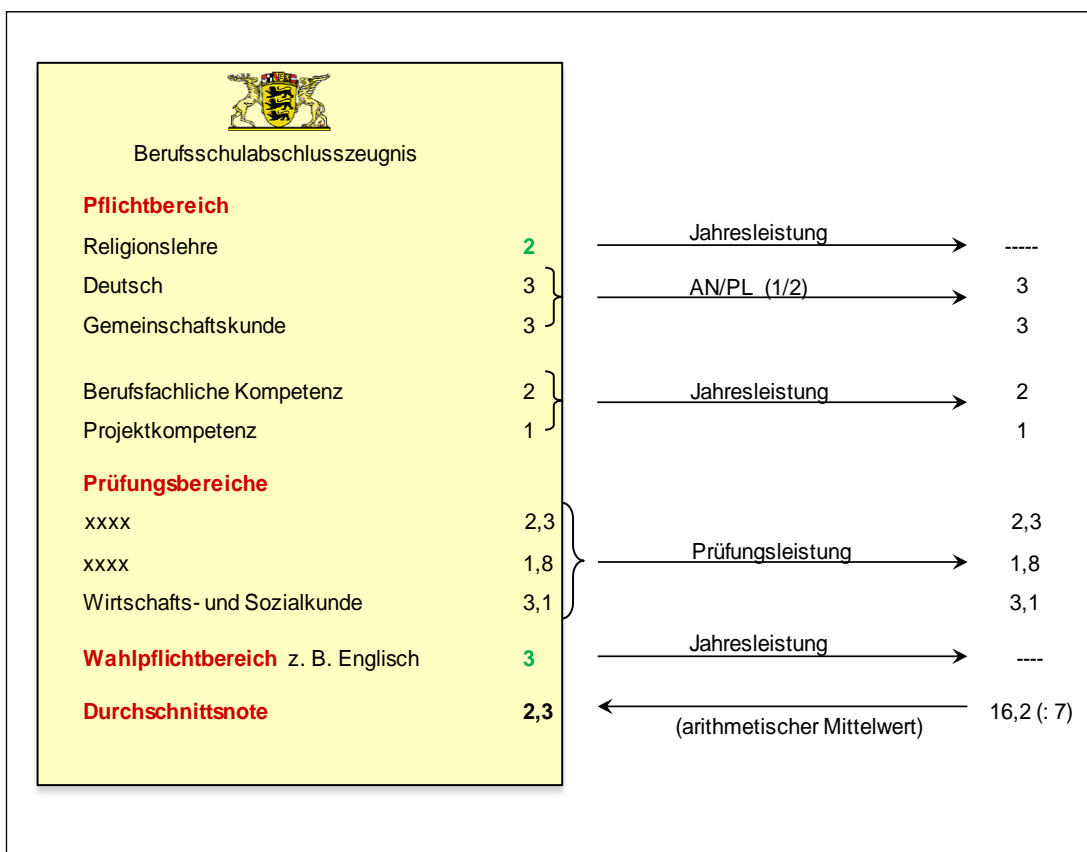 Berufsschulabschlusszeugnis
Pflichtbereich
Religionslehre 2 Jahresleistung -----
Deutsch 3 AN/PL (1/2) 3
Gemeinschaftskunde 3 3
Berufsfachliche Kompetenz 2 Jahresleistung 2
Projektkompetenz 1 1
Prüfungsbereiche
xxxx 2,3 2,3
xxxx 1,8 Prüfungsleistung 1,8
Wirtschafts- und Sozialkunde 3,1 3,1
Wahlpflichtbereich z. B. Englisch 3 Jahresleistung ----
Durchschnittsnote 2,3 (arithmetischer Mittelwert) 16,2 (: 7)